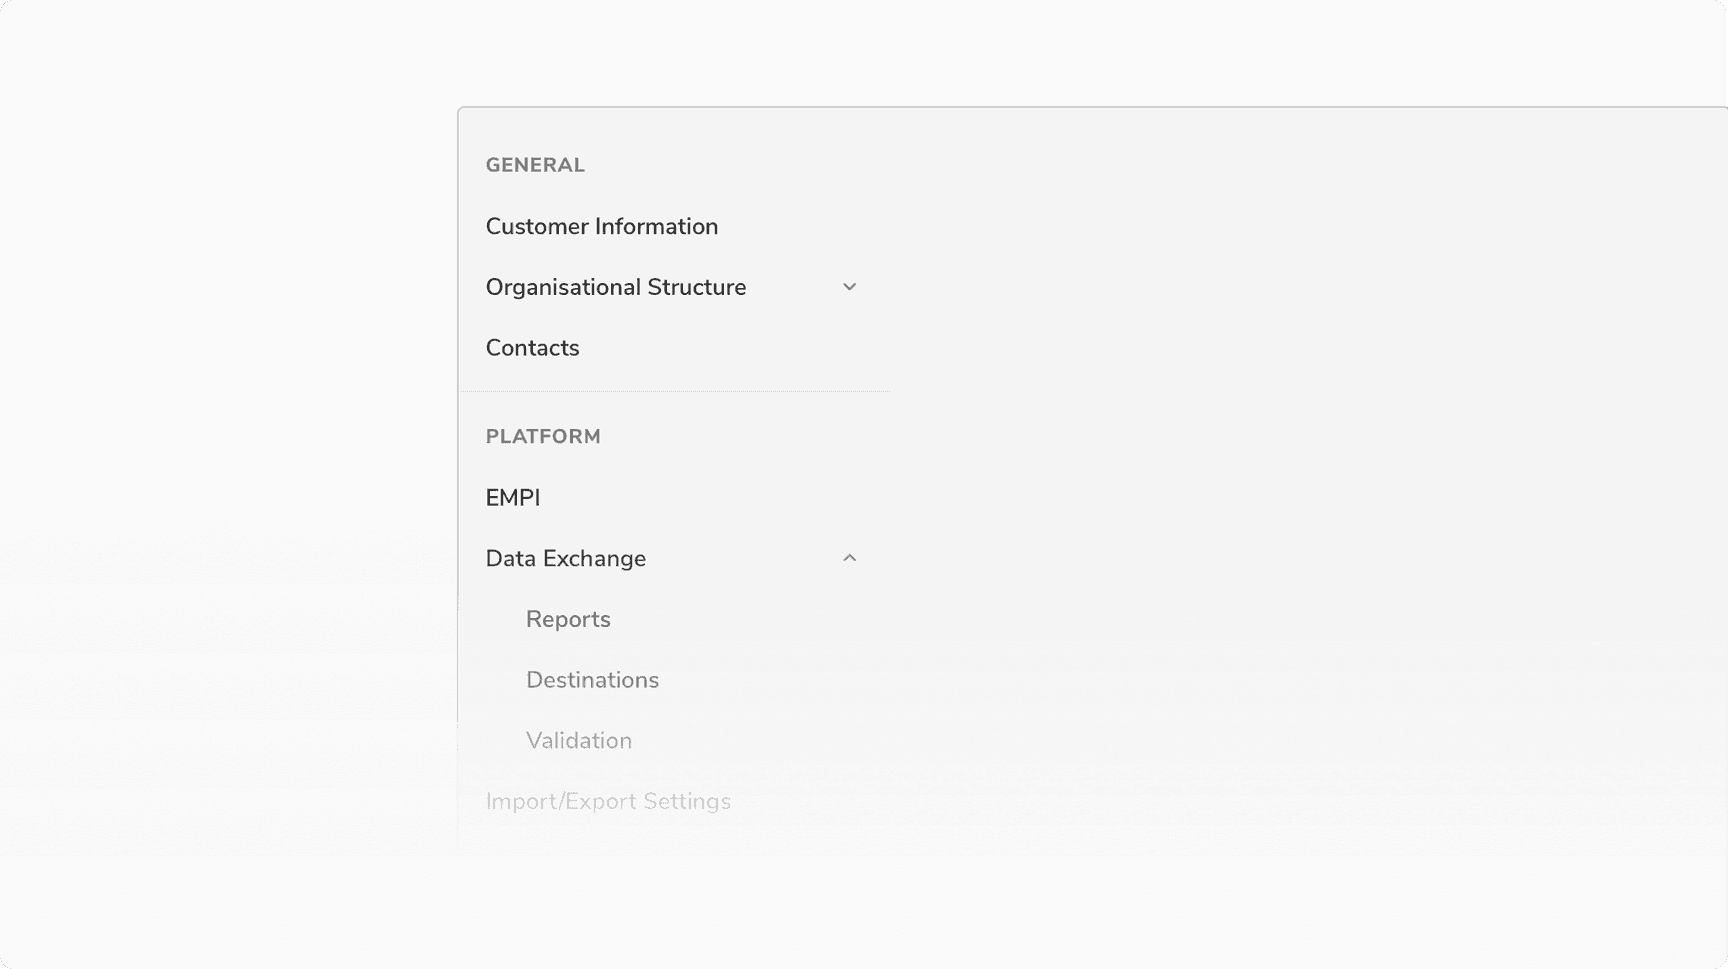 GENERAL
Customer Information
Organisational Structure
Contacts
PLATFORM
EMPI
Data Exchange
Reports
Destinations
Validation
Import/Export Settings